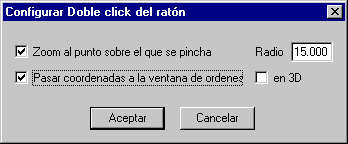 Configurar Doble click del ratón
Zoom al punto sobre el que se pincha Radio 15.000
Pasar coordenadas a la ventana de ordenes en 3D
Aceptar Cancelar